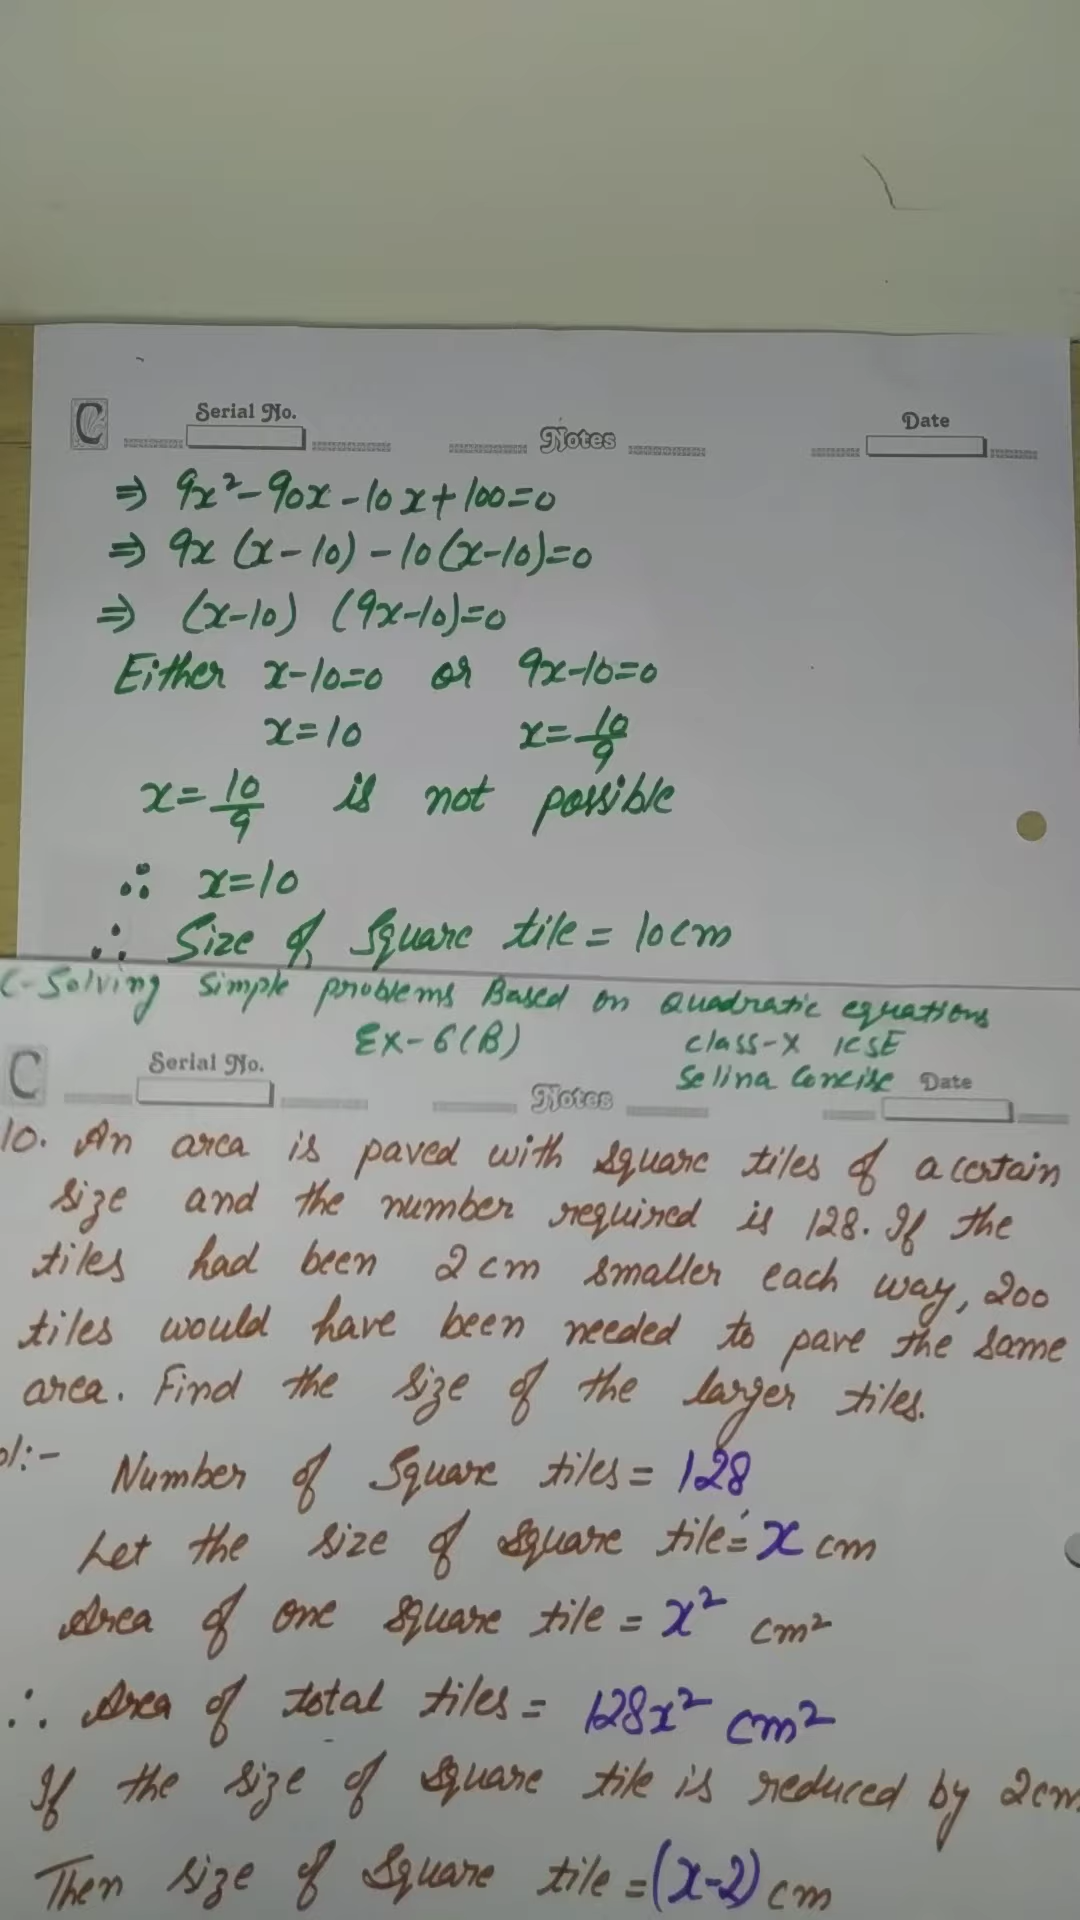 C
Serial No.
Notes
Date
⇒ 9x²-90x-10x+100=0
⇒ 9x (x-10) -10(x-10)=0
⇒ (x-10) (9x-10)=0
Either x-10=0 or 9x-10=0
x=10 x=10/9
x=10/9 is not possible
∴ x=10
∴ Size of Square tile = 10cm
C-Solving simple problems Based on Quadratic equations
EX-6(B) class-X ICSE
Selina Concise
C
Serial No.
Notes
Date
10. An area is paved with square tiles of a certain
size and the number required is 128. If the
tiles had been 2cm smaller each way, 200
tiles would have been needed to pave the same
area. Find the size of the larger tiles.
ol:- Number of Square tiles = 128
Let the size of square tile = x cm
Area of one square tile = x² cm²
∴ Area of total tiles = 128x² cm²
If the size of square tile is reduced by 2cm
Then size of square tile = (x-2) cm